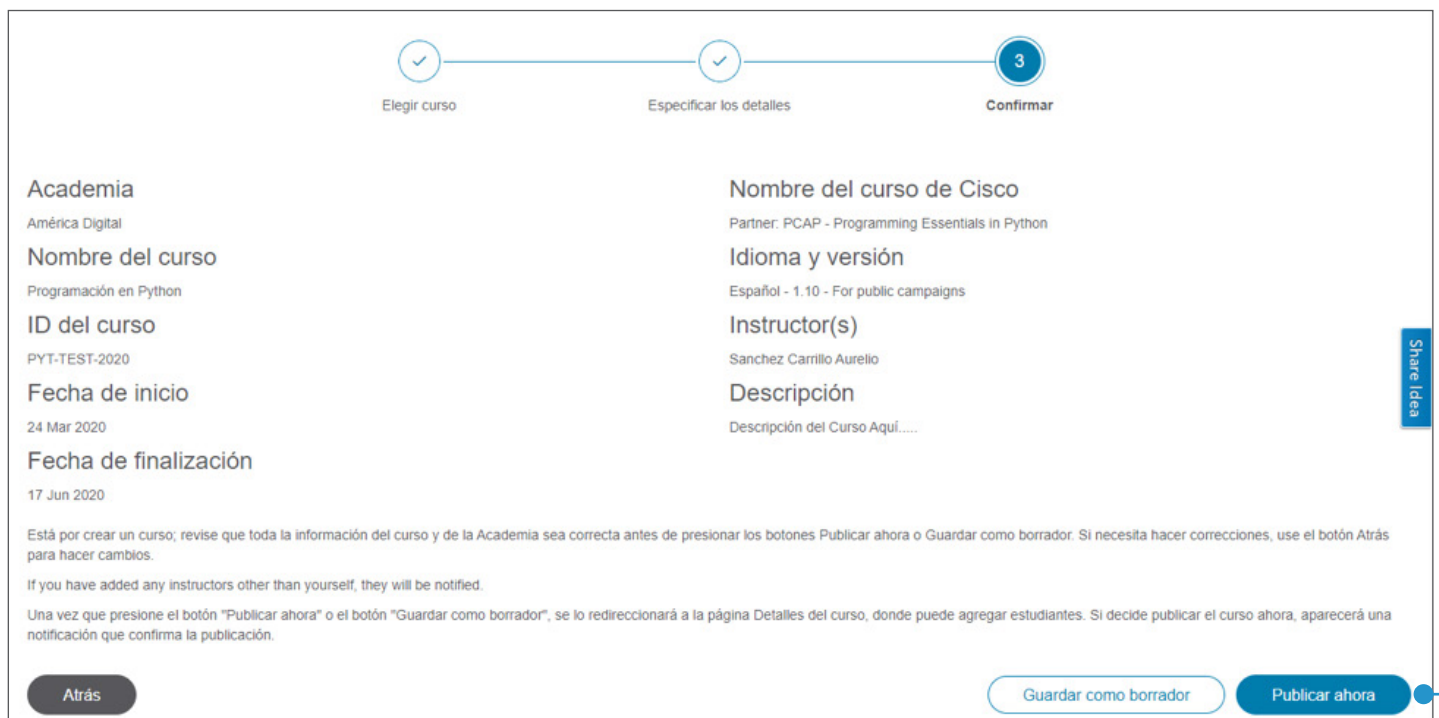 3
Elegir curso
Especificar los detalles
Confirmar
Academia
América Digital
Nombre del curso
Programación en Python
ID del curso
PYT-TEST-2020
Fecha de inicio
24 Mar 2020
Fecha de finalización
17 Jun 2020
Nombre del curso de Cisco
Partner: PCAP - Programming Essentials in Python
Idioma y versión
Español - 1.10 - For public campaigns
Instructor(s)
Sanchez Carrillo Aurelio
Descripción
Descripción del Curso Aquí.....
Share Idea
Está por crear un curso; revise que toda la información del curso y de la Academia sea correcta antes de presionar los botones Publicar ahora o Guardar como borrador. Si necesita hacer correcciones, use el botón Atrás
para hacer cambios.
If you have added any instructors other than yourself, they will be notified.
Una vez que presione el botón "Publicar ahora" o el botón "Guardar como borrador", se lo redireccionará a la página Detalles del curso, donde puede agregar estudiantes. Si decide publicar el curso ahora, aparecerá una
notificación que confirma la publicación.
Atrás
Guardar como borrador
Publicar ahora